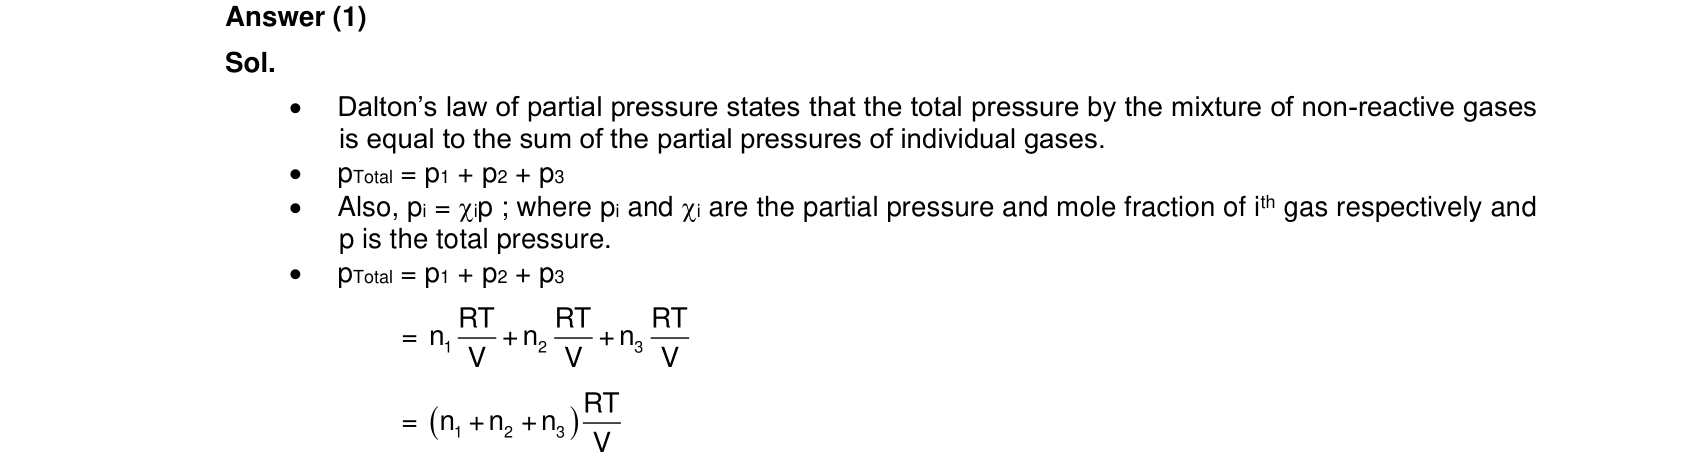 Answer (1)
Sol.
• Dalton’s law of partial pressure states that the total pressure by the mixture of non-reactive gases
is equal to the sum of the partial pressures of individual gases.
• pTotal = p1 + p2 + p3
• Also, pi = χip ; where pi and χi are the partial pressure and mole fraction of ith gas respectively and
p is the total pressure.
• pTotal = p1 + p2 + p3
= n₁ RT/V + n₂ RT/V + n₃ RT/V
= (n₁ + n₂ + n₃) RT/V